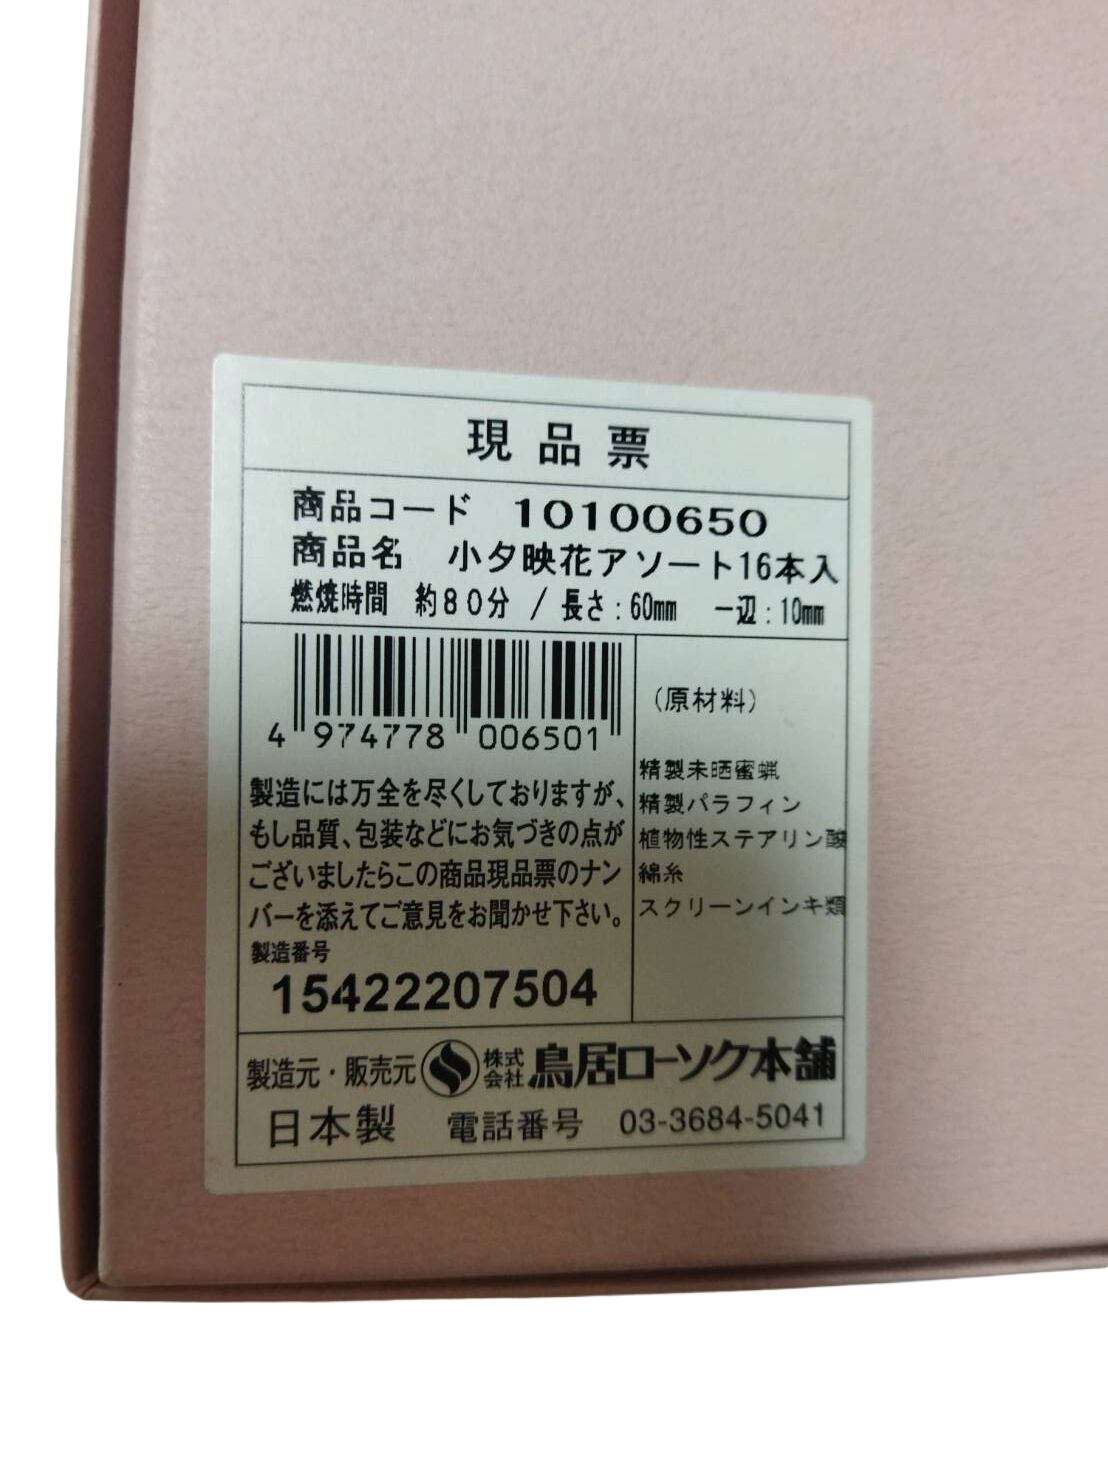 現品票
商品コード 10100650
商品名 小夕映花アソート16本入
燃焼時間 約80分 / 長さ:60㎜ 一辺:10㎜
4 974778 006501
製造には万全を尽くしておりますが、
もし品質、包装などにお気づきの点が
ございましたらこの商品現品票のナン
バーを添えてご意見をお聞かせ下さい。
製造番号
15422207504
(原材料)
精製未晒蜜蝋
精製パラフィン
植物性ステアリン酸
綿糸
スクリーンインキ類
製造元・販売元 株式会社 鳥居ローソク本舗
日本製 電話番号 03-3684-5041